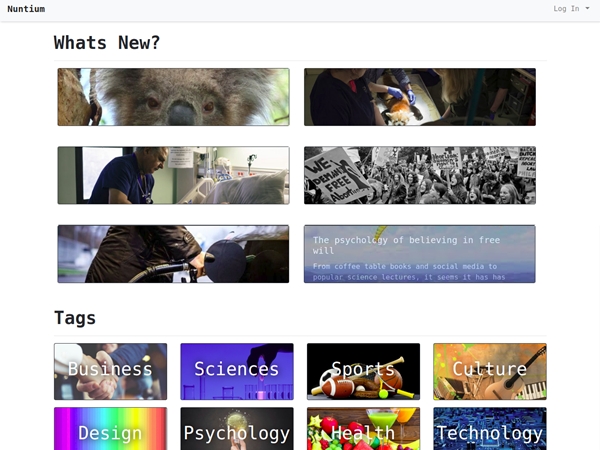 Nuntium
Log In
Whats New?
WE DEMAND FREE
The psychology of believing in free
will
From coffee table books and social media to
popular science lectures, it seems it has has
Tags
Business
Sciences
Sports
Culture
Design
Psychology
Health
Technology